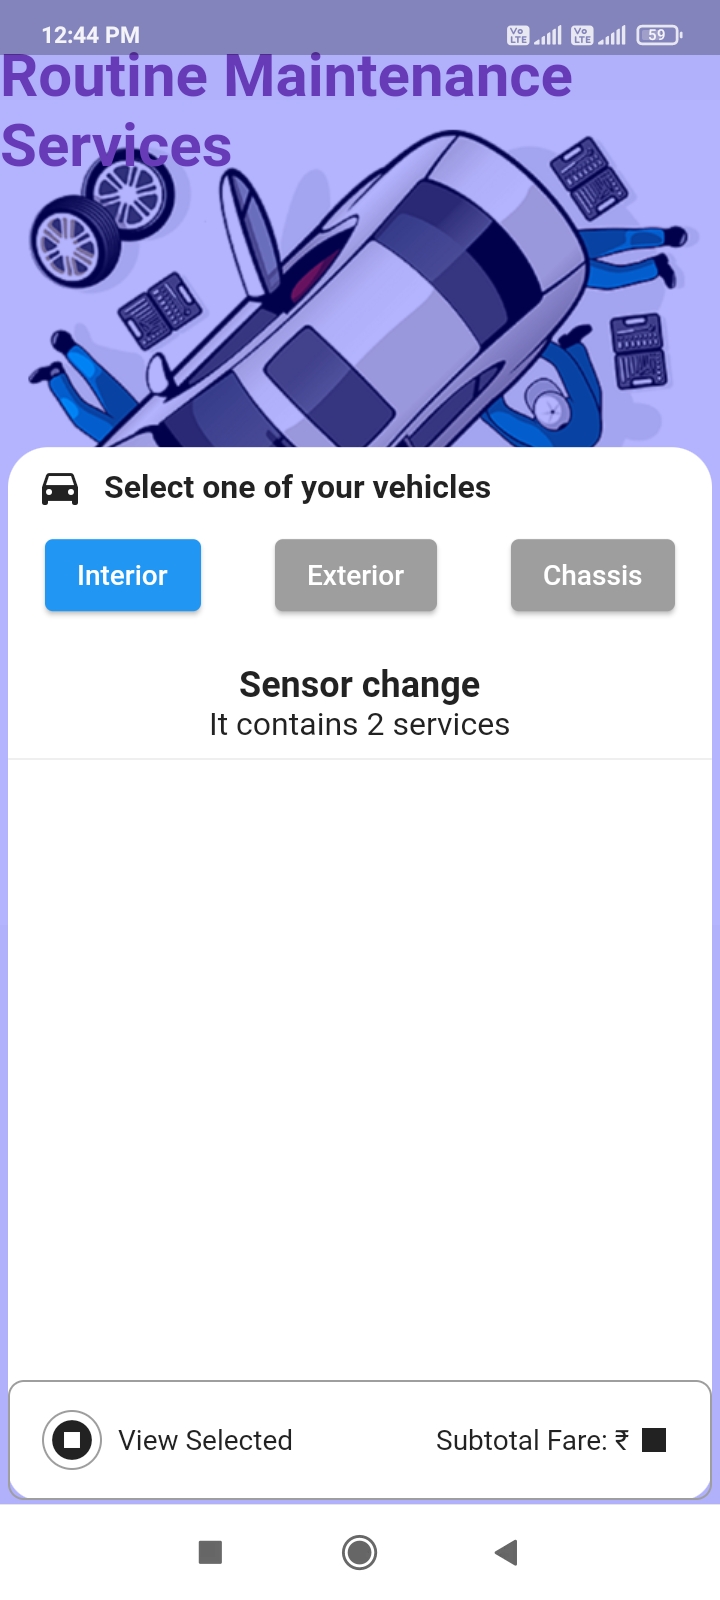 12:44 PM
Vo LTE Vo LTE 59
Routine Maintenance
Services
Select one of your vehicles
Interior Exterior Chassis
Sensor change
It contains 2 services
View Selected Subtotal Fare: ₹